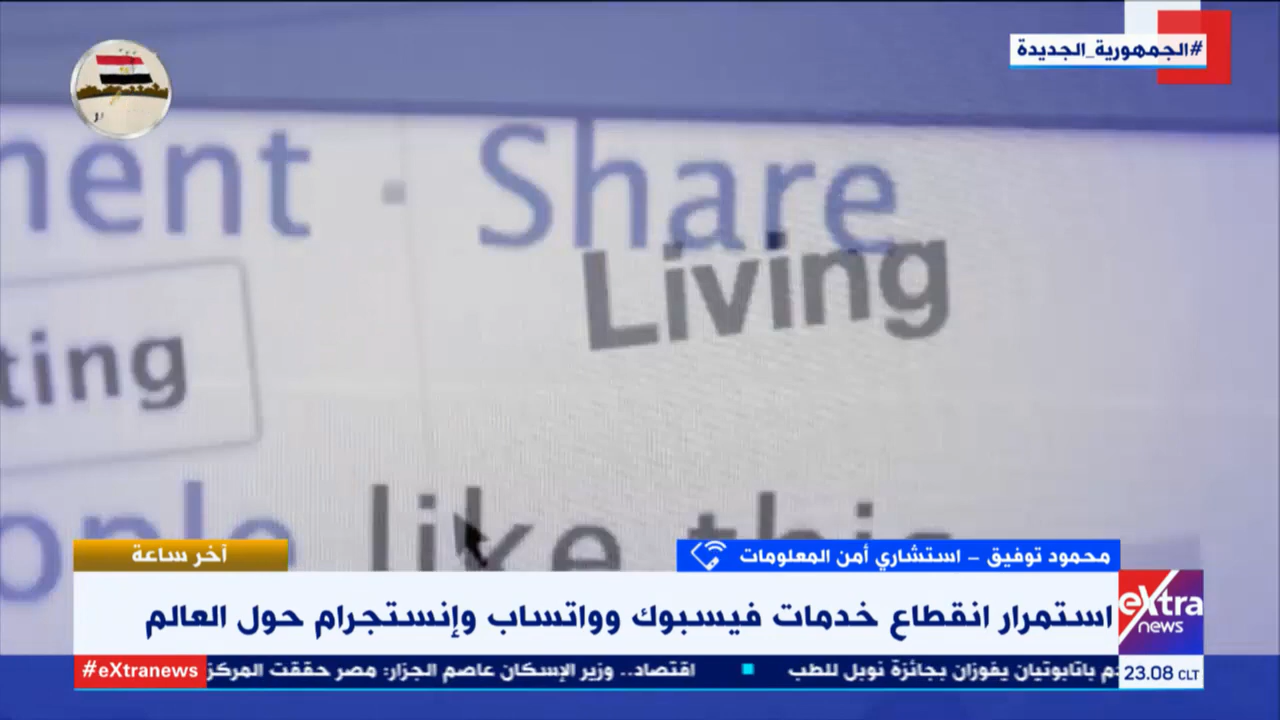 #الجمهورية_الجديدة
ment · Share
Living
ting
ople like this
آخر ساعة
محمود توفيق – استشاري أمن المعلومات
استمرار انقطاع خدمات فيسبوك وواتساب وإنستجرام حول العالم
eXtra news
#eXtranews
باتابوتيان يفوزان بجائزة نوبل للطب
اقتصاد.. وزير الإسكان عاصم الجزار: مصر حققت المركز
23.08 CLT